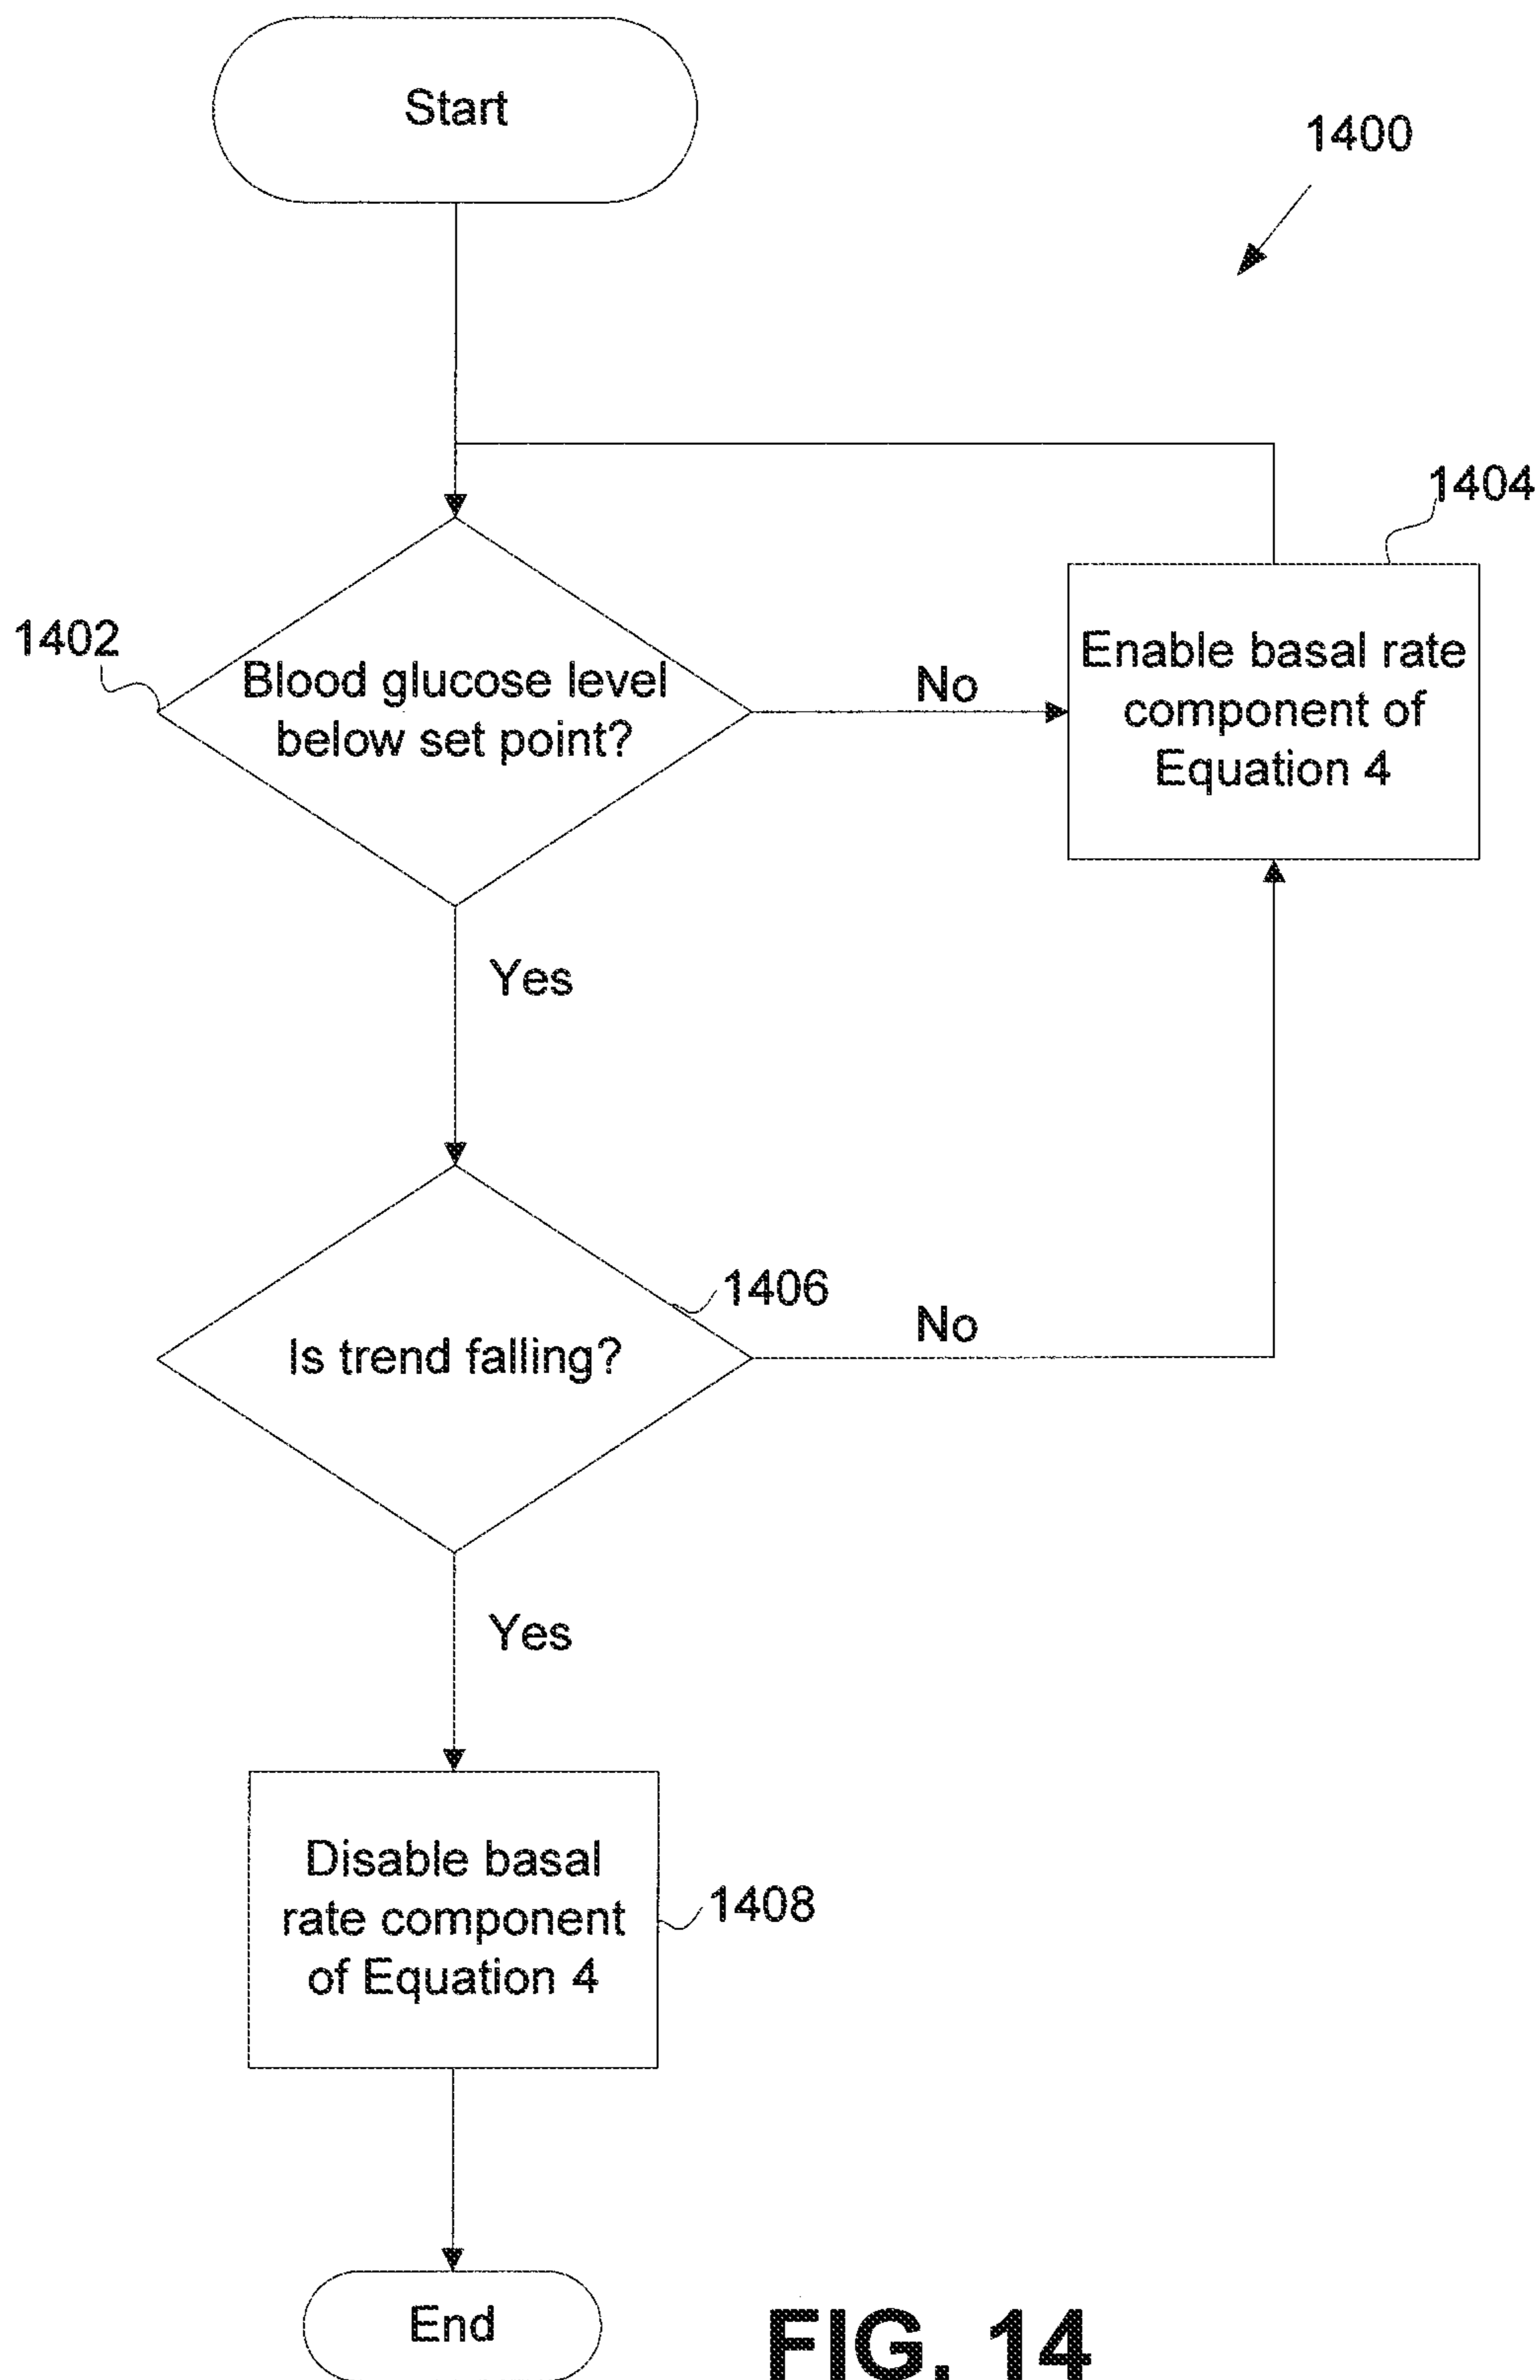 Start
1400
1404
1402
Blood glucose level
below set point?
No
Enable basal rate
component of
Equation 4
Yes
1406
Is trend falling?
No
Yes
Disable basal
rate component
of Equation 4
1408
End
FIG. 14